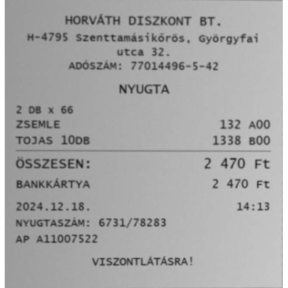 HORVÁTH DISZKONT BT.
H-4795 Szenttamásikőrös, Györgyfai
utca 32.
ADÓSZÁM: 77014496-5-42
NYUGTA
2 DB x 66
ZSEMLE 132 A00
TOJAS 10DB 1338 B00
ÖSSZESEN: 2 470 Ft
BANKKÁRTYA 2 470 Ft
2024.12.18. 14:13
NYUGTASZÁM: 6731/78283
AP A11007522
VISZONTLÁTÁSRA!